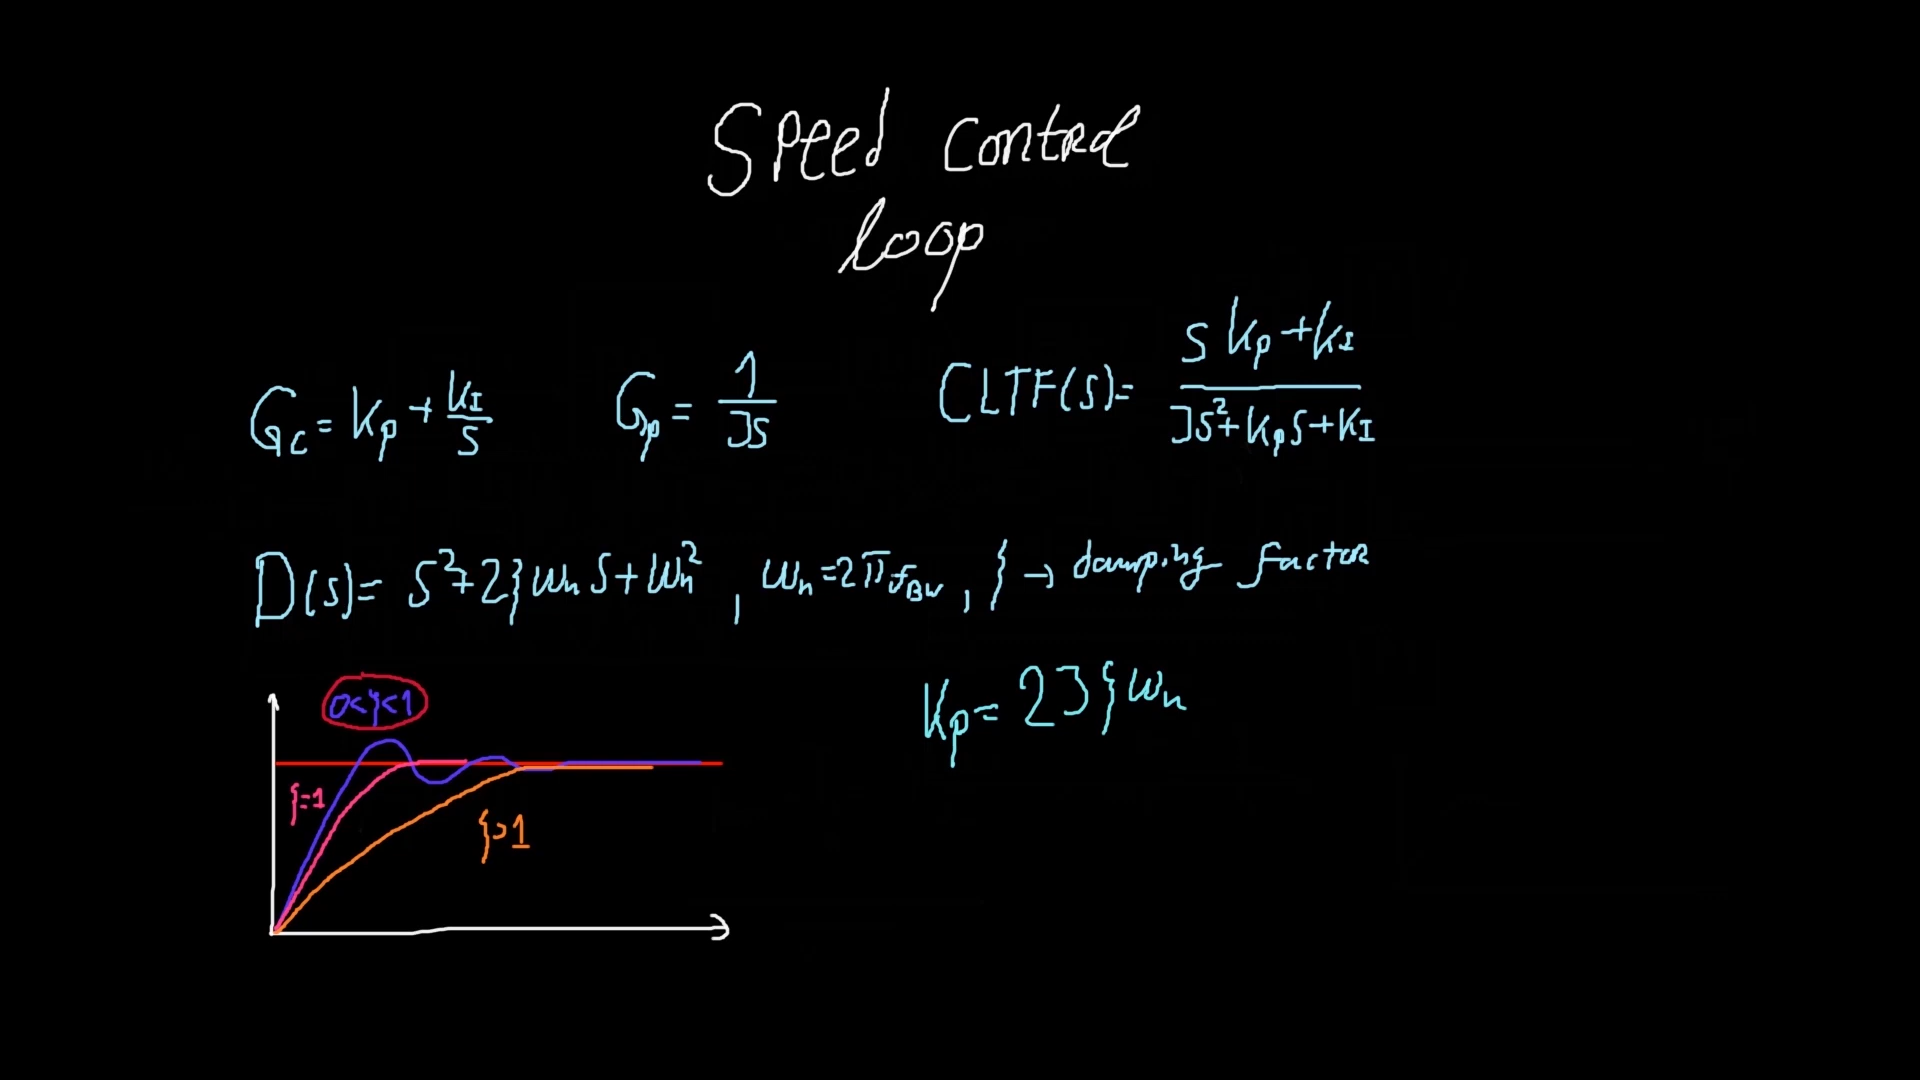 Speed control
loop
Gc = Kp + KI/S
Gp = 1/JS
CLTF(S) = (S Kp + KI)/(JS² + KpS + KI)
D(S) = S² + 2ξωn S + ωn² , ωn = 2π fBW , ξ → damping factor
0<ξ<1
Kp = 2Jξωn
ξ=1
ξ>1